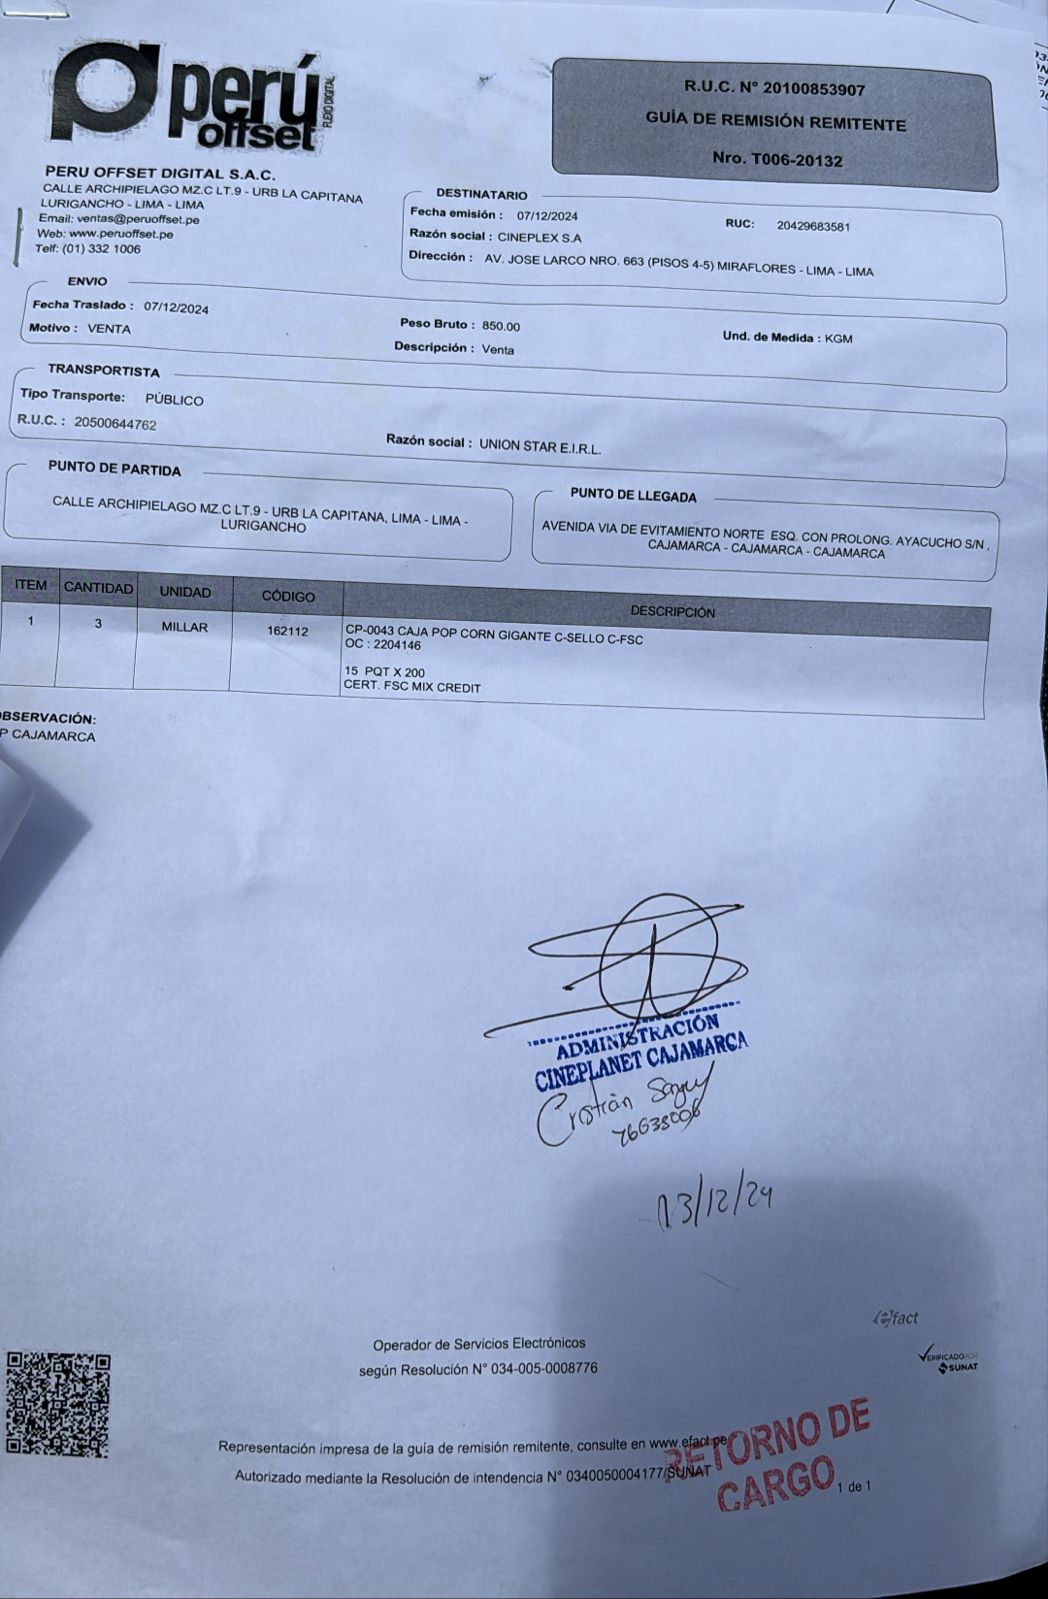 perú
offset
FLEXO DIGITAL
R.U.C. N° 20100853907
GUÍA DE REMISIÓN REMITENTE
Nro. T006-20132
PERU OFFSET DIGITAL S.A.C.
CALLE ARCHIPIELAGO MZ.C LT.9 - URB LA CAPITANA
LURIGANCHO - LIMA - LIMA
Email: ventas@peruoffset.pe
Web: www.peruoffset.pe
Telf: (01) 332 1006
DESTINATARIO
Fecha emisión : 07/12/2024
RUC: 20429683581
Razón social : CINEPLEX S.A
Dirección : AV. JOSE LARCO NRO. 663 (PISOS 4-5) MIRAFLORES - LIMA - LIMA
ENVIO
Fecha Traslado : 07/12/2024
Peso Bruto : 850.00
Und. de Medida : KGM
Motivo : VENTA
Descripción : Venta
TRANSPORTISTA
Tipo Transporte: PÚBLICO
R.U.C. : 20500644762
Razón social : UNION STAR E.I.R.L.
PUNTO DE PARTIDA
CALLE ARCHIPIELAGO MZ.C LT.9 - URB LA CAPITANA, LIMA - LIMA -
LURIGANCHO
PUNTO DE LLEGADA
AVENIDA VIA DE EVITAMIENTO NORTE ESQ. CON PROLONG. AYACUCHO S/N ,
CAJAMARCA - CAJAMARCA - CAJAMARCA
ITEM CANTIDAD UNIDAD CÓDIGO DESCRIPCIÓN
1 3 MILLAR 162112 CP-0043 CAJA POP CORN GIGANTE C-SELLO C-FSC
OC : 2204146
15 PQT X 200
CERT. FSC MIX CREDIT
OBSERVACIÓN:
P CAJAMARCA
ADMINISTRACIÓN
CINEPLANET CAJAMARCA
Cristian
13/12/24
efact
Operador de Servicios Electrónicos
según Resolución N° 034-005-0008776
VERIFICADO POR
SUNAT
Representación impresa de la guía de remisión remitente, consulte en www.efact.pe
Autorizado mediante la Resolución de intendencia N° 0340050004177/SUNAT
RETORNO DE
CARGO
1 de 1